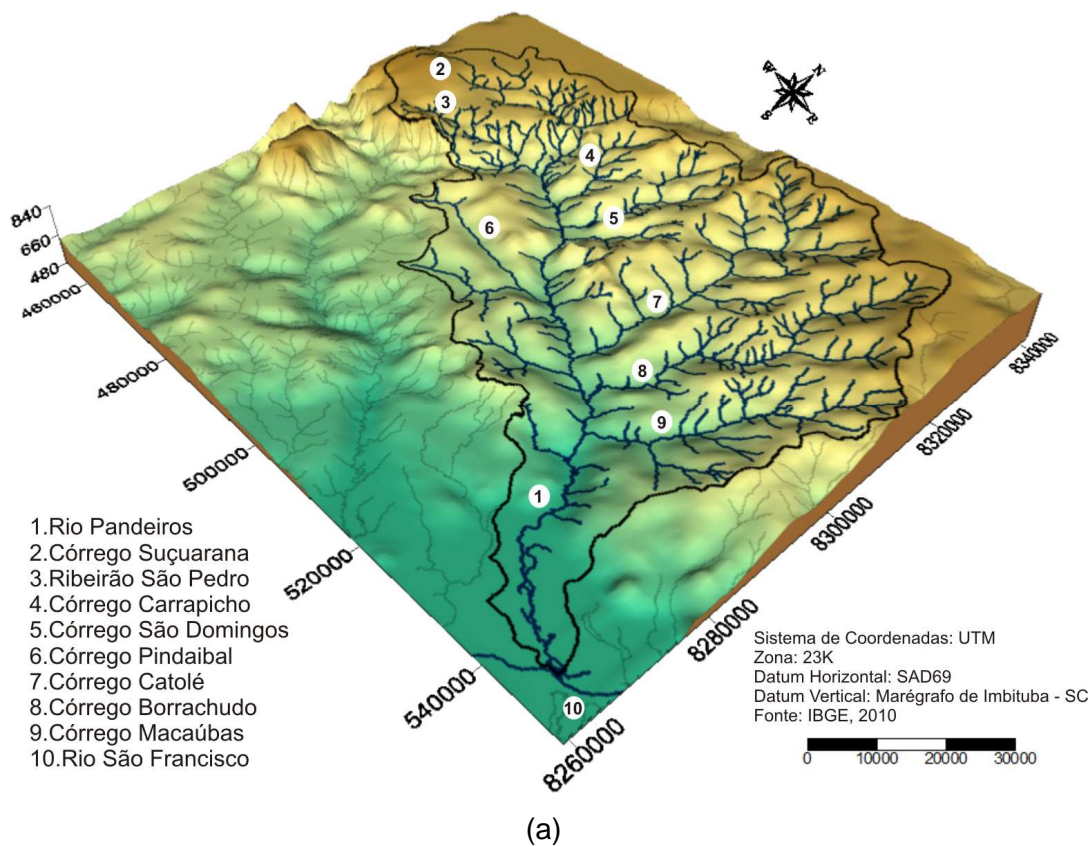 W N
S R
2
3
4
5
6
7
8
9
1
10
840
660
480
460000
480000
500000
520000
540000
8340000
8320000
8300000
8280000
8260000
1.Rio Pandeiros
2.Córrego Suçuarana
3.Ribeirão São Pedro
4.Córrego Carrapicho
5.Córrego São Domingos
6.Córrego Pindaibal
7.Córrego Catolé
8.Córrego Borrachudo
9.Córrego Macaúbas
10.Rio São Francisco
Sistema de Coordenadas: UTM
Zona: 23K
Datum Horizontal: SAD69
Datum Vertical: Marégrafo de Imbituba - SC
Fonte: IBGE, 2010
0 10000 20000 30000
(a)